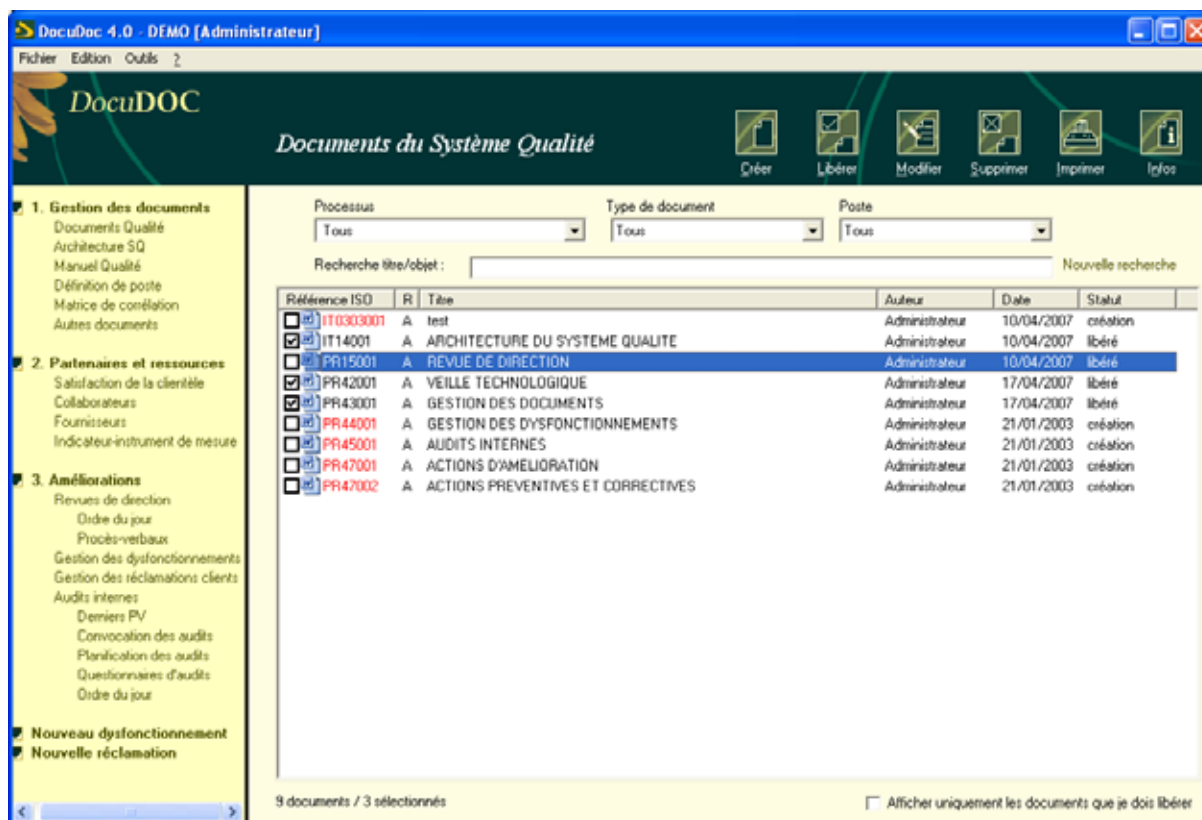 DocuDoc 4.0 - DEMO [Administrateur]
Fichier Edition Outils ?
DocuDOC
Documents du Système Qualité
Créer Libérer Modifier Supprimer Imprimer Infos
1. Gestion des documents
Documents Qualité
Architecture SQ
Manuel Qualité
Définition de poste
Matrice de corrélation
Autres documents
2. Partenaires et ressources
Satisfaction de la clientèle
Collaborateurs
Fournisseurs
Indicateur-instrument de mesure
3. Améliorations
Revues de direction
Ordre du jour
Procès-verbaux
Gestion des dysfonctionnements
Gestion des réclamations clients
Audits internes
Derniers PV
Convocation des audits
Planification des audits
Questionnaires d'audits
Ordre du jour
Nouveau dysfonctionnement
Nouvelle réclamation
Processus Type de document Poste
Tous Tous Tous
Recherche titre/objet : Nouvelle recherche
Référence ISO R Titre Auteur Date Statut
IT0303001 A test Administrateur 10/04/2007 création
IT14001 A ARCHITECTURE DU SYSTEME QUALITE Administrateur 10/04/2007 libéré
PR15001 A REVUE DE DIRECTION Administrateur 10/04/2007 libéré
PR42001 A VEILLE TECHNOLOGIQUE Administrateur 17/04/2007 libéré
PR43001 A GESTION DES DOCUMENTS Administrateur 17/04/2007 libéré
PR44001 A GESTION DES DYSFONCTIONNEMENTS Administrateur 21/01/2003 création
PR45001 A AUDITS INTERNES Administrateur 21/01/2003 création
PR47001 A ACTIONS D'AMELIORATION Administrateur 21/01/2003 création
PR47002 A ACTIONS PREVENTIVES ET CORRECTIVES Administrateur 21/01/2003 création
9 documents / 3 sélectionnés Afficher uniquement les documents que je dois libérer